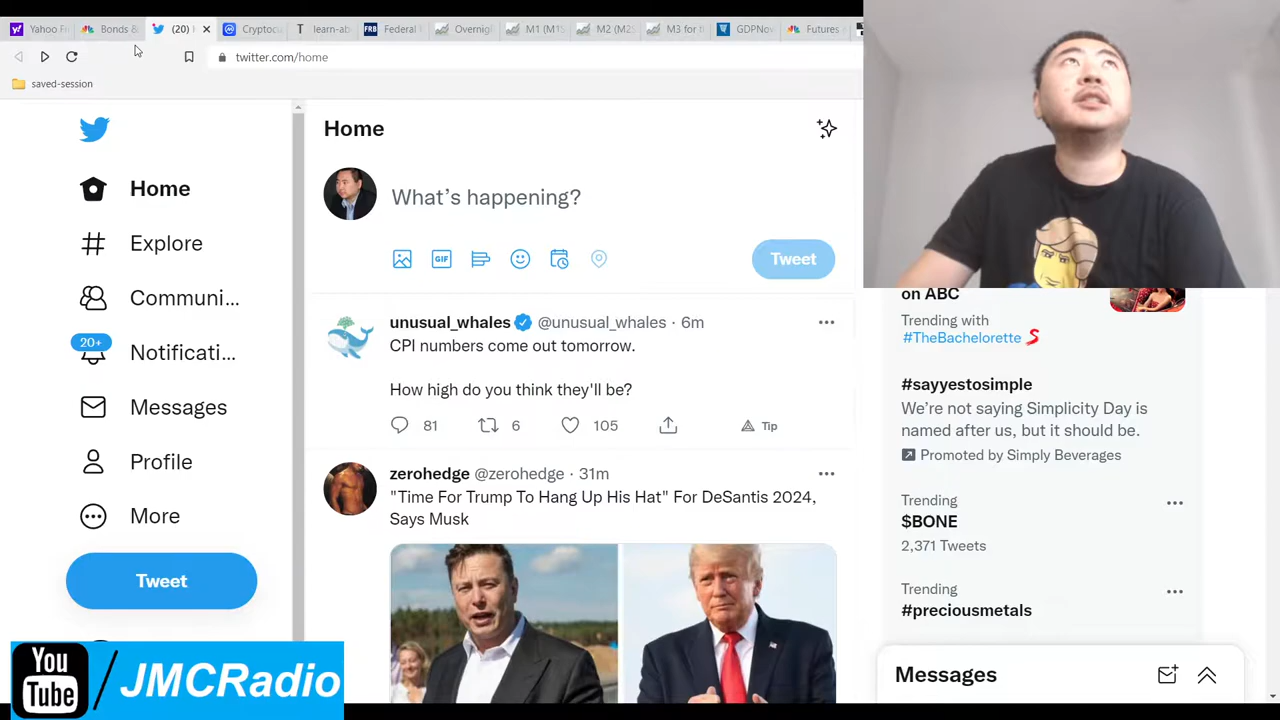 Yahoo Fi
Bonds &
(20)
Cryptocu
learn-ab
Federal
Overnigh
M1 (M1S
M2 (M2S
M3 for t
GDPNov
Futures
twitter.com/home
saved-session
Home
What's happening?
GIF
Tweet
Home
Explore
Communi...
20+
Notificati...
Messages
Profile
More
Tweet
unusual_whales @unusual_whales · 6m
CPI numbers come out tomorrow.
How high do you think they'll be?
81
6
105
Tip
zerohedge @zerohedge · 31m
"Time For Trump To Hang Up His Hat" For DeSantis 2024,
Says Musk
on ABC
Trending with
#TheBachelorette
#sayyestosimple
We're not saying Simplicity Day is
named after us, but it should be.
Promoted by Simply Beverages
Trending
$BONE
2,371 Tweets
Trending
#preciousmetals
Messages
You
Tube
/JMCRadio